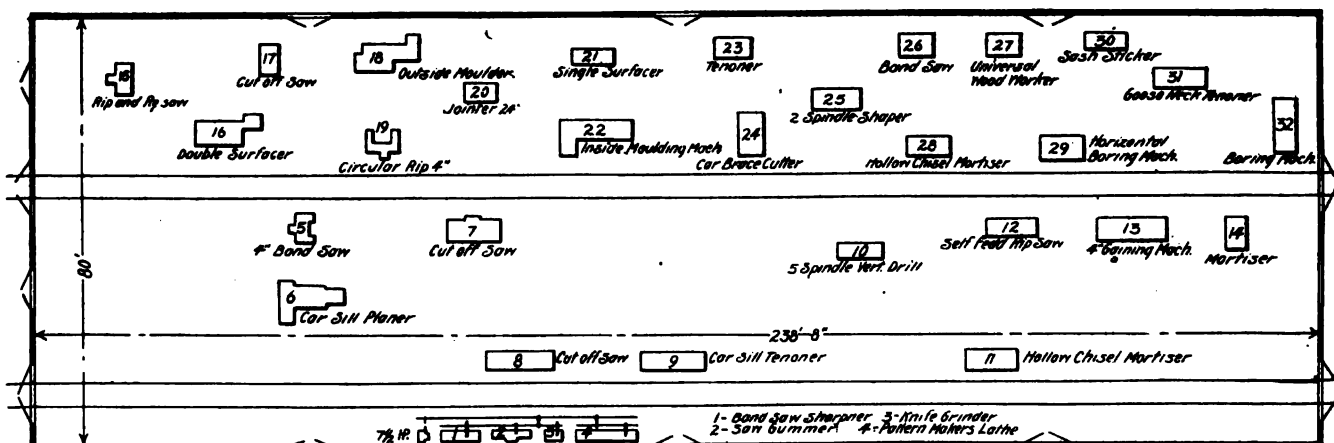 15
Rip and Rg saw
17
Cut off Saw
18
Outside Moulder
20
Jointer 24"
21
Single Surfacer
23
Tenoner
26
Band Saw
27
Universal
Wood Worker
30
Sash Sticker
31
Goose Neck Tenoner
25
2 Spindle Shaper
16
Double Surfacer
19
Circular Rip 4"
22
Inside Moulding Mach
24
Car Brace Cutter
28
Hollow Chisel Mortiser
29
Horizontal
Boring Mach.
32
Boring Mach.
5
4" Band Saw
7
Cut off Saw
10
5 Spindle Vert. Drill
12
Self Feed Rip Saw
13
4" Gaining Mach.
14
Mortiser
80'
6
Car Sill Planer
238'-8"
8
Cut off Saw
9
Car Sill Tenoner
11
Hollow Chisel Mortiser
7½ HP.
1
2
3
4
1- Band Saw Sharpner 3-Knife Grinder
2- Saw Gummer 4-Pattern Makers Lathe